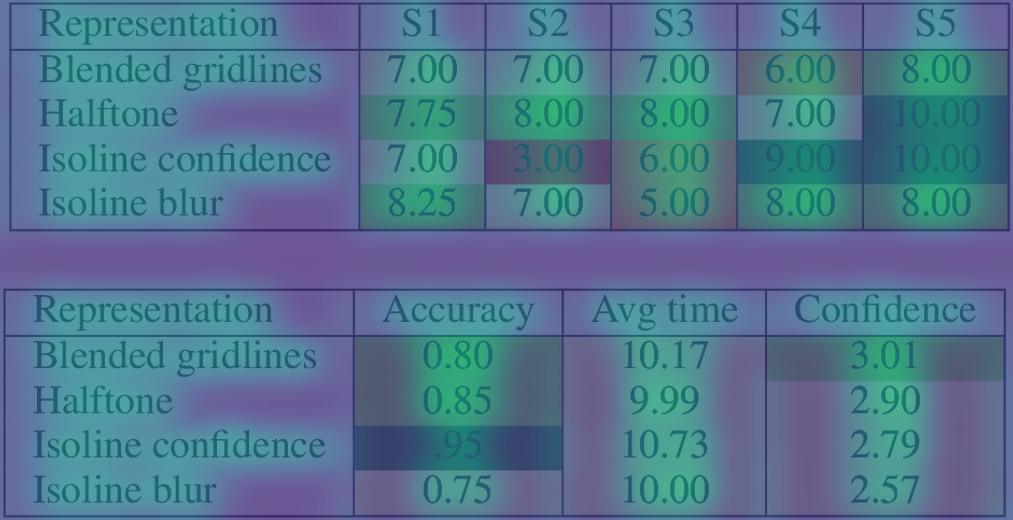 Representation S1 S2 S3 S4 S5
Blended gridlines 7.00 7.00 7.00 6.00 8.00
Halftone 7.75 8.00 8.00 7.00 10.00
Isoline confidence 7.00 3.00 6.00 9.00 10.00
Isoline blur 8.25 7.00 5.00 8.00 8.00
Representation Accuracy Avg time Confidence
Blended gridlines 0.80 10.17 3.01
Halftone 0.85 9.99 2.90
Isoline confidence .95 10.73 2.79
Isoline blur 0.75 10.00 2.57